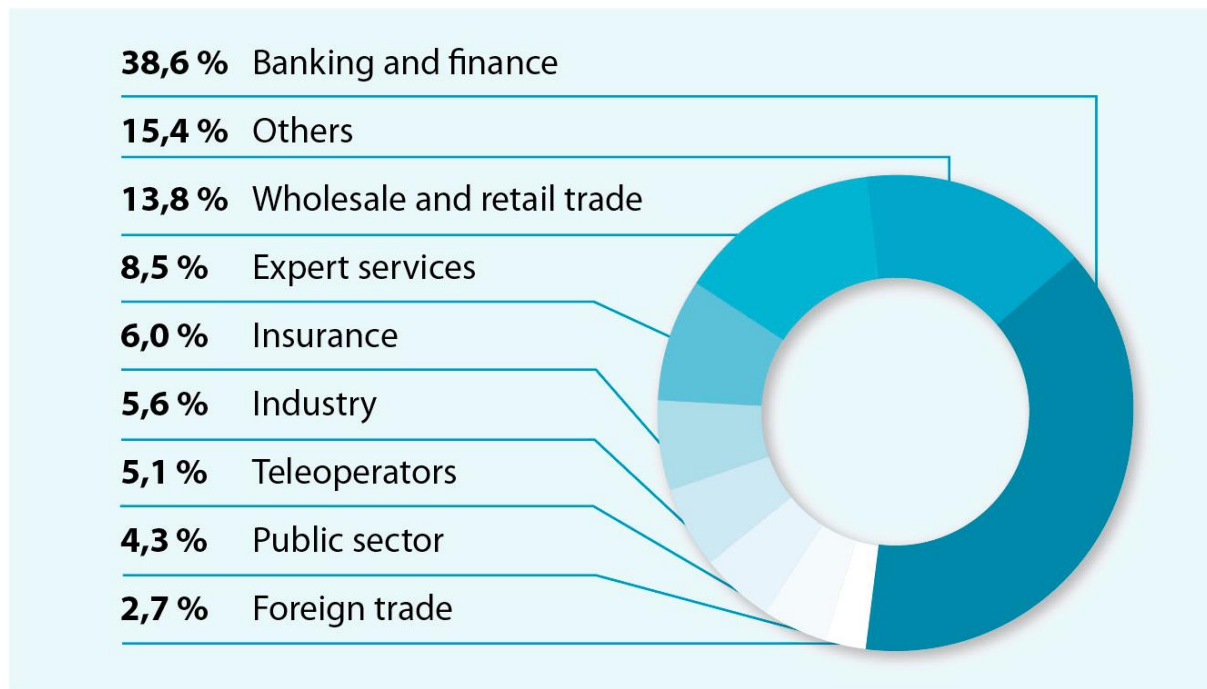 38,6 % Banking and finance
15,4 % Others
13,8 % Wholesale and retail trade
8,5 % Expert services
6,0 % Insurance
5,6 % Industry
5,1 % Teleoperators
4,3 % Public sector
2,7 % Foreign trade